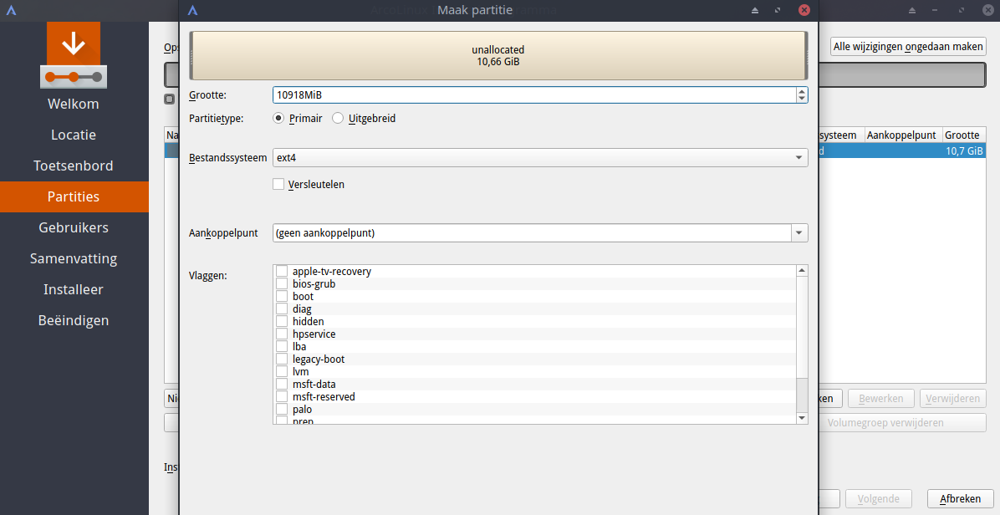 Maak partitie
unallocated
10,66 GiB
Grootte:
10918MiB
Partitietype:
Primair
Uitgebreid
Bestandssysteem
ext4
Versleutelen
Aankoppelpunt
(geen aankoppelpunt)
Vlaggen:
apple-tv-recovery
bios-grub
boot
diag
hidden
hpservice
lba
legacy-boot
lvm
msft-data
msft-reserved
palo
prep
Welkom
Locatie
Toetsenbord
Partities
Gebruikers
Samenvatting
Installeer
Beëindigen
Ops
Alle wijzigingen ongedaan maken
Na
systeem
Aankoppelpunt
Grootte
d
10,7 GiB
Ni
ken
Bewerken
Verwijderen
Volumegroep verwijderen
Ins
Volgende
Afbreken